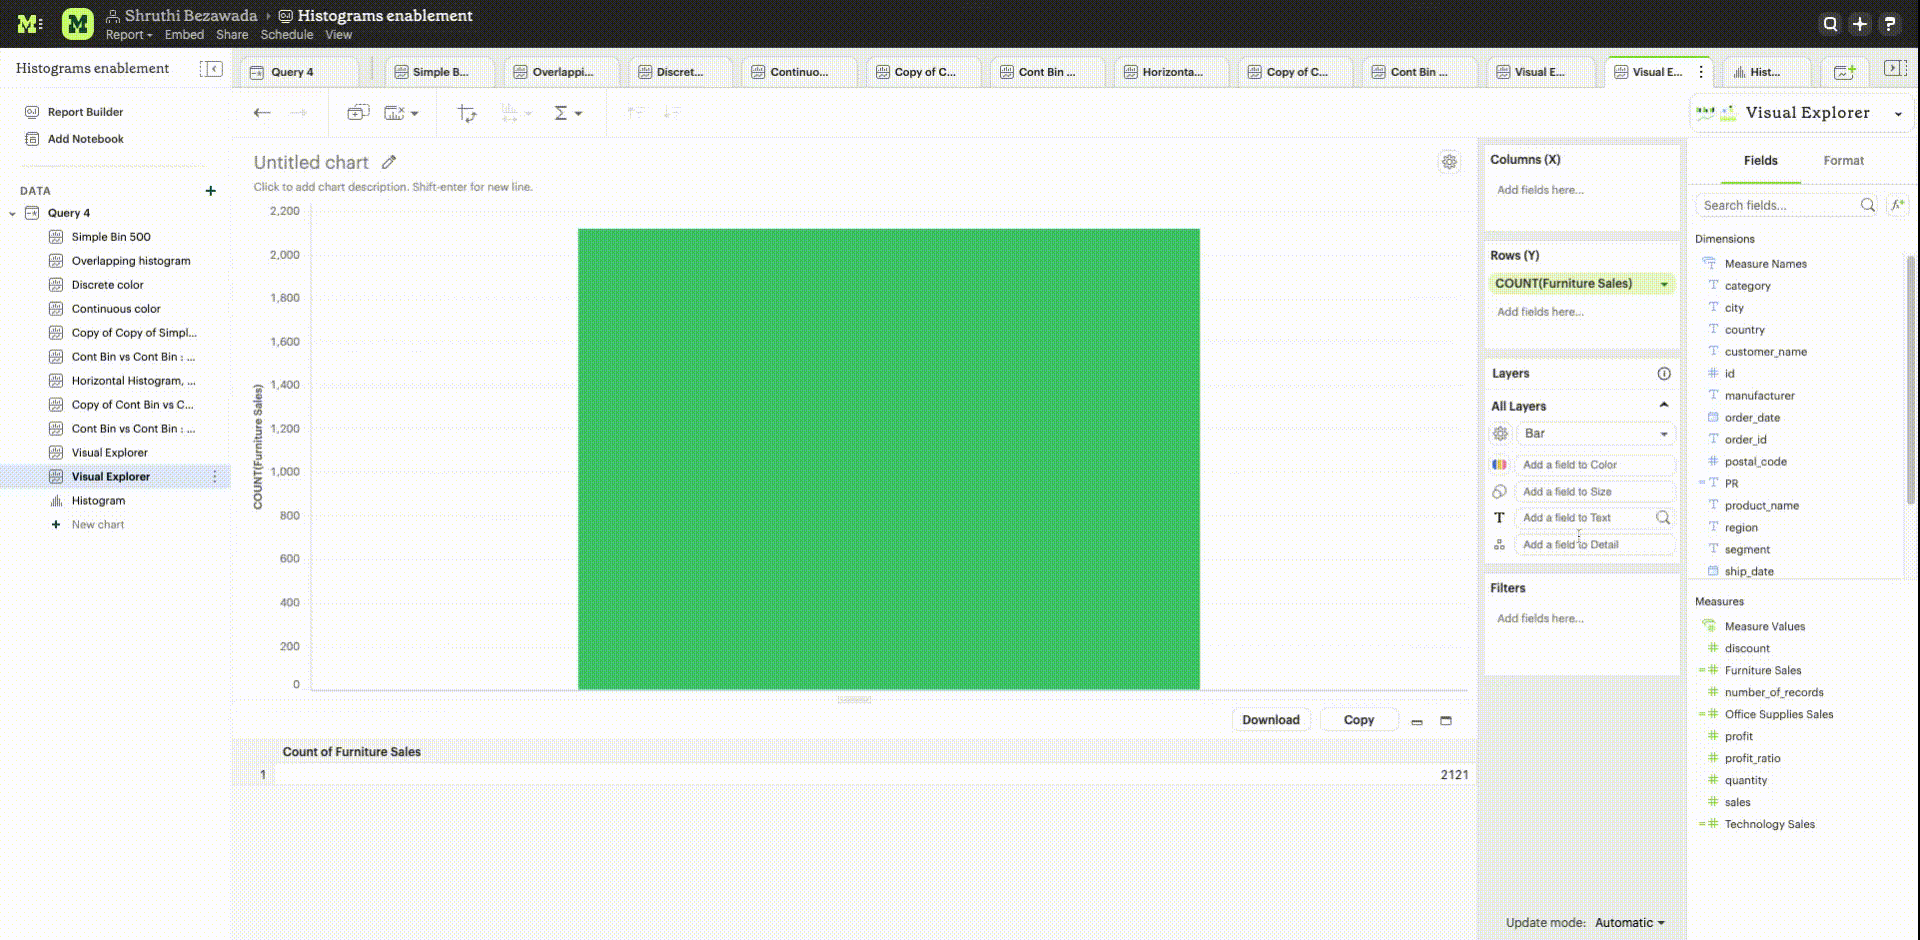 Shruthi Bezawada › Histograms enablement
Report Embed Share Schedule View
Histograms enablement
Report Builder
Add Notebook
DATA
Query 4
Simple Bin 500
Overlapping histogram
Discrete color
Continuous color
Copy of Copy of Simpl...
Cont Bin vs Cont Bin : ...
Horizontal Histogram, ...
Copy of Cont Bin vs C...
Cont Bin vs Cont Bin : ...
Visual Explorer
Visual Explorer
Histogram
New chart
Query 4
Simple B...
Overlappi...
Discret...
Continuo...
Copy of C...
Cont Bin ...
Horizonta...
Copy of C...
Cont Bin ...
Visual E...
Visual E...
Hist...
Untitled chart
Click to add chart description. Shift-enter for new line.
COUNT(Furniture Sales)
2,200
2,000
1,800
1,600
1,400
1,200
1,000
800
600
400
200
0
Download
Copy
Count of Furniture Sales
1 2121
Columns (X)
Add fields here...
Rows (Y)
COUNT(Furniture Sales)
Add fields here...
Layers
All Layers
Bar
Add a field to Color
Add a field to Size
T Add a field to Text
Add a field to Detail
Filters
Add fields here...
Update mode: Automatic
Visual Explorer
Fields Format
Search fields...
Dimensions
Measure Names
category
city
country
customer_name
id
manufacturer
order_date
order_id
postal_code
PR
product_name
region
segment
ship_date
Measures
Measure Values
discount
Furniture Sales
number_of_records
Office Supplies Sales
profit
profit_ratio
quantity
sales
Technology Sales